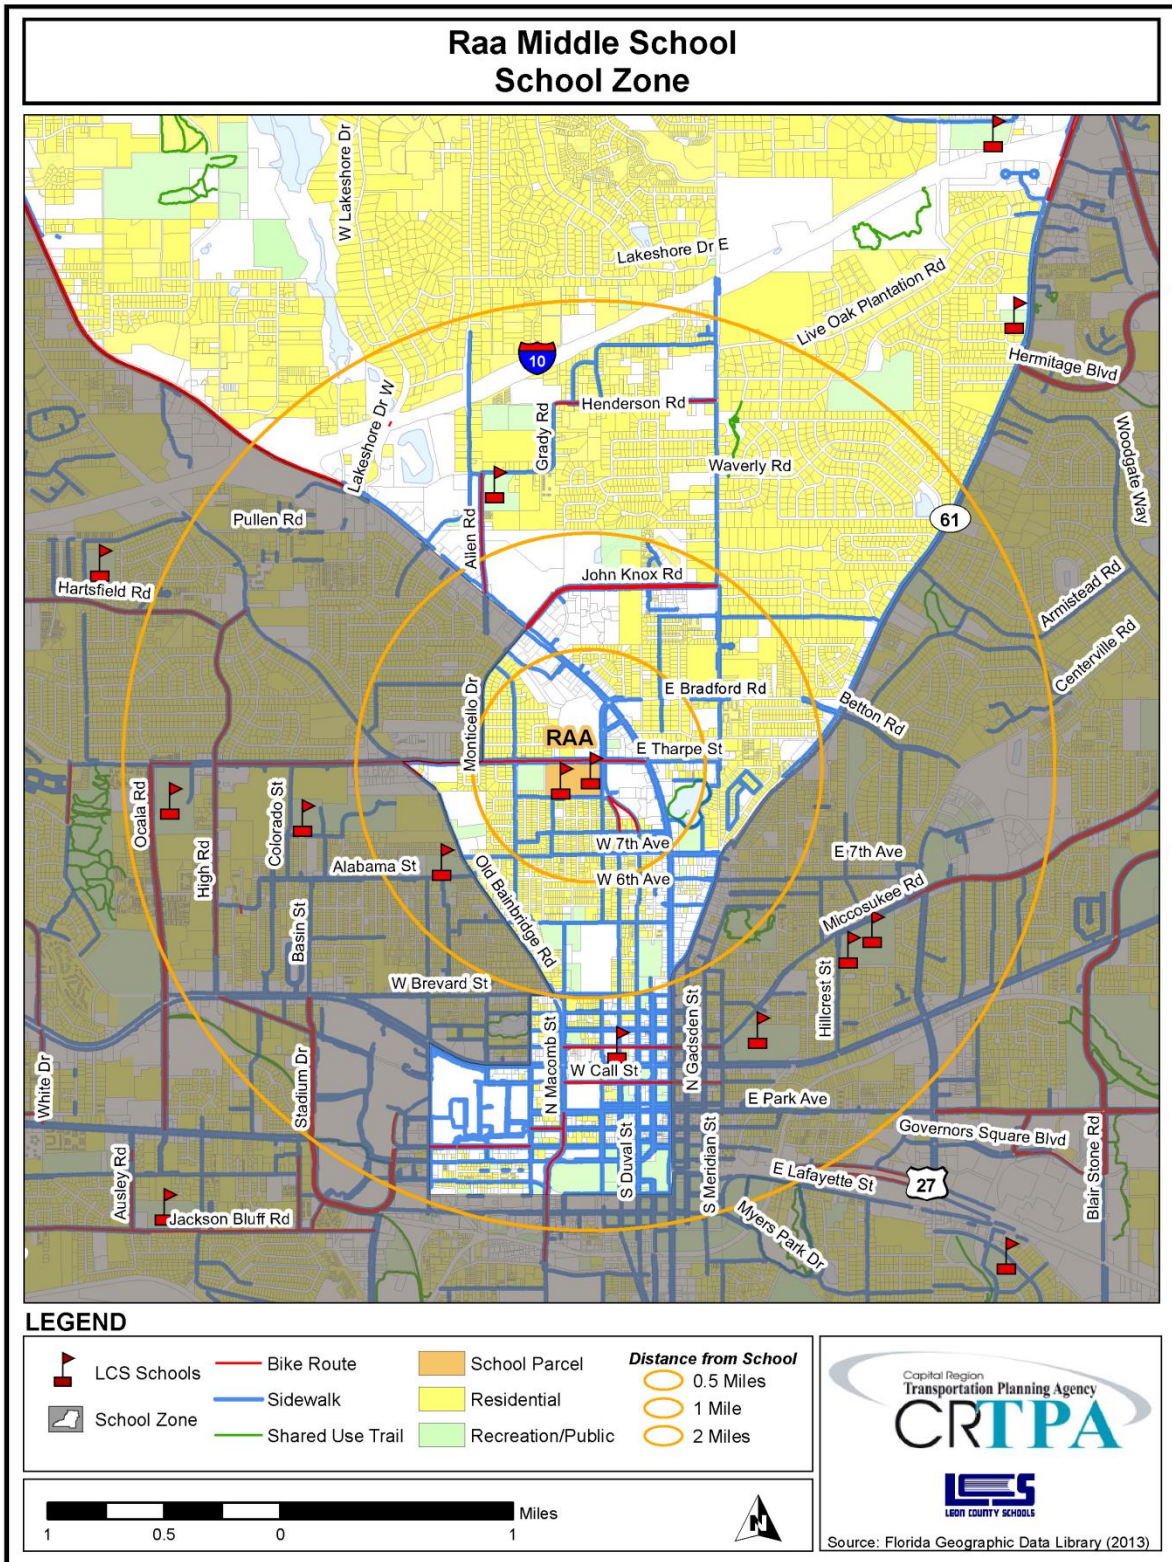 Raa Middle School
School Zone
W Lakeshore Dr
Lakeshore Dr E
Live Oak Plantation Rd
Hermitage Blvd
10
Lakeshore Dr W
Grady Rd
Henderson Rd
Woodgate Way
Waverly Rd
61
Pullen Rd
Allen Rd
Hartsfield Rd
John Knox Rd
Armistead Rd
Centerville Rd
Monticello Dr
E Bradford Rd
Betton Rd
RAA
E Tharpe St
Ocala Rd
Colorado St
High Rd
Alabama St
W 7th Ave
E 7th Ave
W 6th Ave
Old Bainbridge Rd
Miccosukee Rd
Basin St
W Brevard St
Hillcrest St
N Macomb St
N Gadsden St
W Call St
White Dr
Stadium Dr
E Park Ave
Governors Square Blvd
Ausley Rd
S Duval St
S Meridian St
E Lafayette St
27
Blair Stone Rd
Jackson Bluff Rd
Myers Park Dr
LEGEND
LCS Schools
School Zone
Bike Route
Sidewalk
Shared Use Trail
School Parcel
Residential
Recreation/Public
Distance from School
0.5 Miles
1 Mile
2 Miles
Miles
1 0.5 0 1
N
Capital Region
Transportation Planning Agency
CRTPA
LCS
LEON COUNTY SCHOOLS
Source: Florida Geographic Data Library (2013)